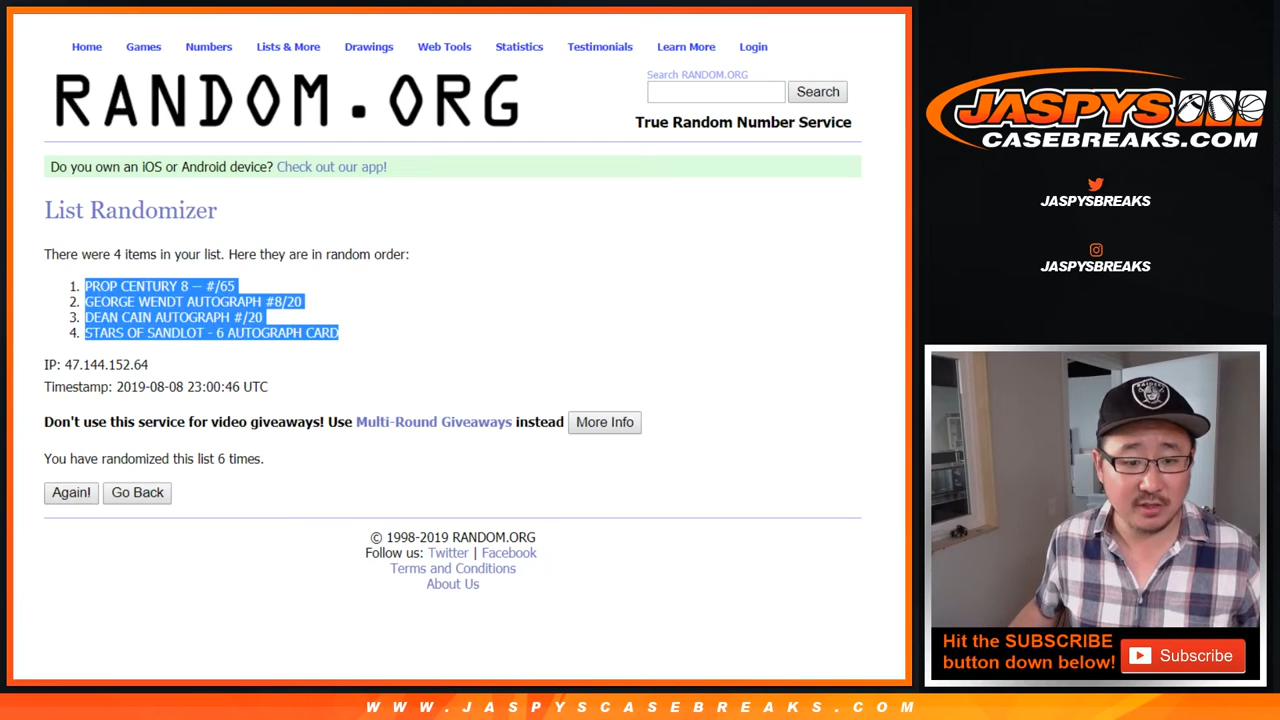 Home Games Numbers Lists & More Drawings Web Tools Statistics Testimonials Learn More Login
RANDOM.ORG
Search RANDOM.ORG
Search
True Random Number Service
Do you own an iOS or Android device? Check out our app!
List Randomizer
There were 4 items in your list. Here they are in random order:
1. PROP CENTURY 8 -- #/65
2. GEORGE WENDT AUTOGRAPH #8/20
3. DEAN CAIN AUTOGRAPH #/20
4. STARS OF SANDLOT - 6 AUTOGRAPH CARD
IP: 47.144.152.64
Timestamp: 2019-08-08 23:00:46 UTC
Don't use this service for video giveaways! Use Multi-Round Giveaways instead More Info
You have randomized this list 6 times.
Again! Go Back
© 1998-2019 RANDOM.ORG
Follow us: Twitter | Facebook
Terms and Conditions
About Us
JASPYS
CASEBREAKS.COM
JASPYSBREAKS
JASPYSBREAKS
RAIDERS
Hit the SUBSCRIBE
button down below!
Subscribe
WWW.JASPYSCASEBREAKS.COM